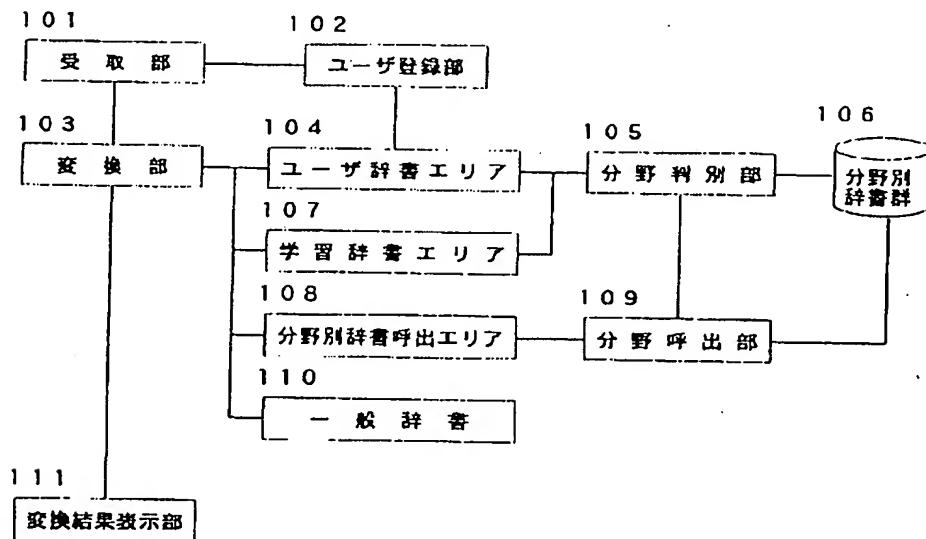 101
受取部
102
ユーザ登録部
103
変換部
104
ユーザ辞書エリア
105
分野判別部
106
分野別
辞書群
107
学習辞書エリア
108
分野別辞書呼出エリア
109
分野呼出部
110
一般辞書
111
変換結果表示部